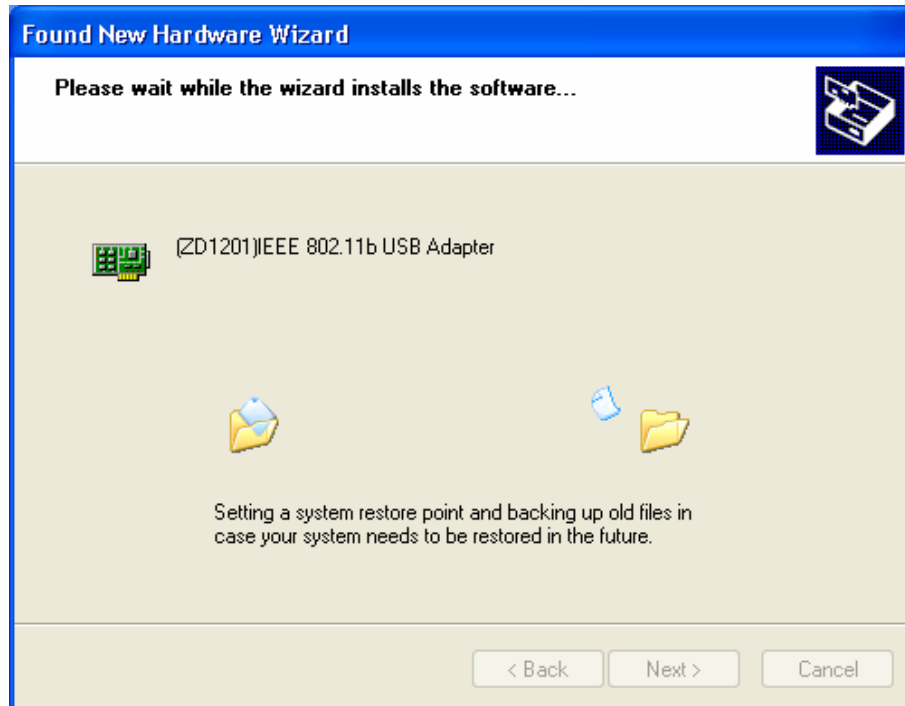 Found New Hardware Wizard
Please wait while the wizard installs the software...
(ZD1201)IEEE 802.11b USB Adapter
Setting a system restore point and backing up old files in
case your system needs to be restored in the future.
< Back Next > Cancel